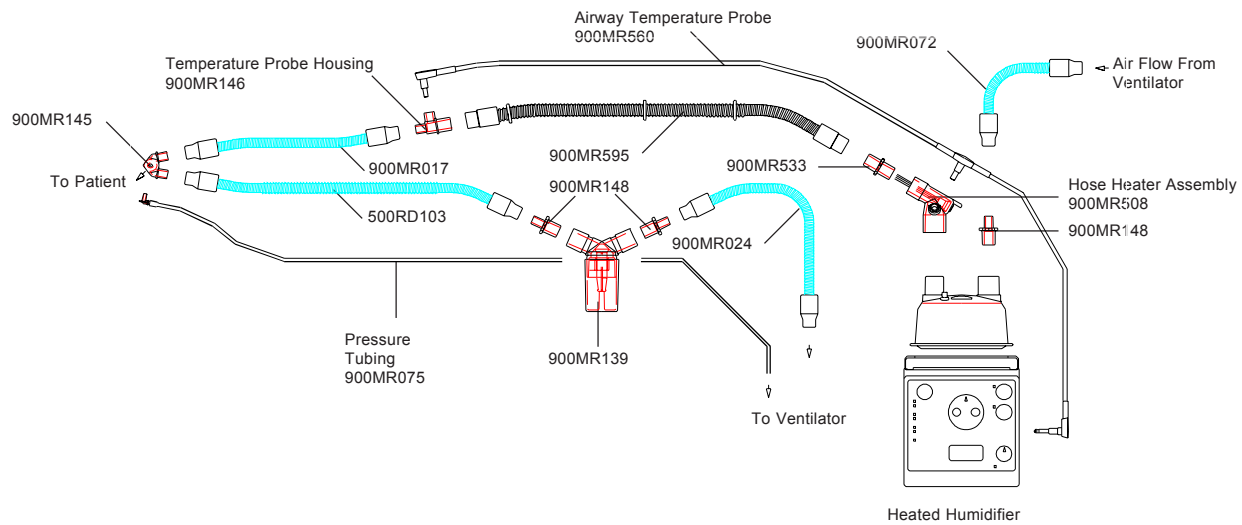 Airway Temperature Probe
900MR560
900MR072
Air Flow From
Ventilator
Temperature Probe Housing
900MR146
900MR145
900MR017
900MR595
900MR533
To Patient
900MR148
Hose Heater Assembly
900MR508
500RD103
900MR024
900MR148
Pressure
Tubing
900MR075
900MR139
To Ventilator
Heated Humidifier